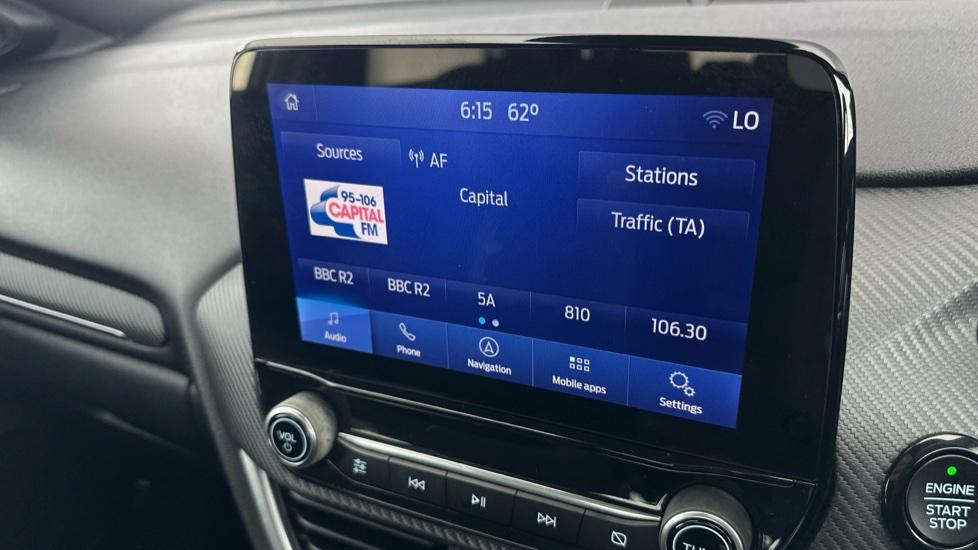 6:15 62º LO
Sources AF Stations
95-106
CAPITAL
FM
Capital
Traffic (TA)
BBC R2 BBC R2 5A 810 106.30
Audio Phone Navigation Mobile apps Settings
VOL
ENGINE
START
STOP